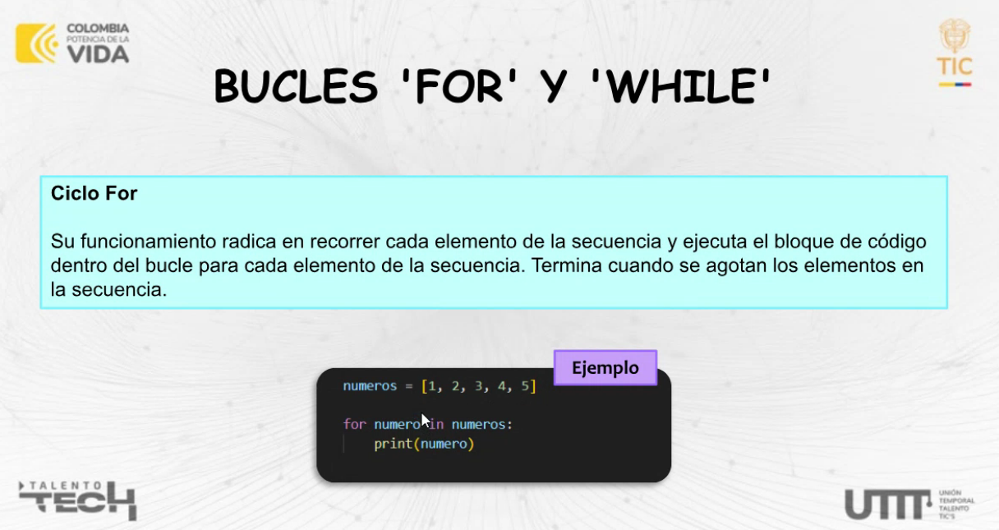 COLOMBIA
POTENCIA DE LA
VIDA
TIC
BUCLES 'FOR' Y 'WHILE'
Ciclo For
Su funcionamiento radica en recorrer cada elemento de la secuencia y ejecuta el bloque de código
dentro del bucle para cada elemento de la secuencia. Termina cuando se agotan los elementos en
la secuencia.
Ejemplo
numeros = [1, 2, 3, 4, 5]
for numero in numeros:
    print(numero)
TALENTO
TECH
UTTT
UNIÓN
TEMPORAL
TALENTO
TIC'S